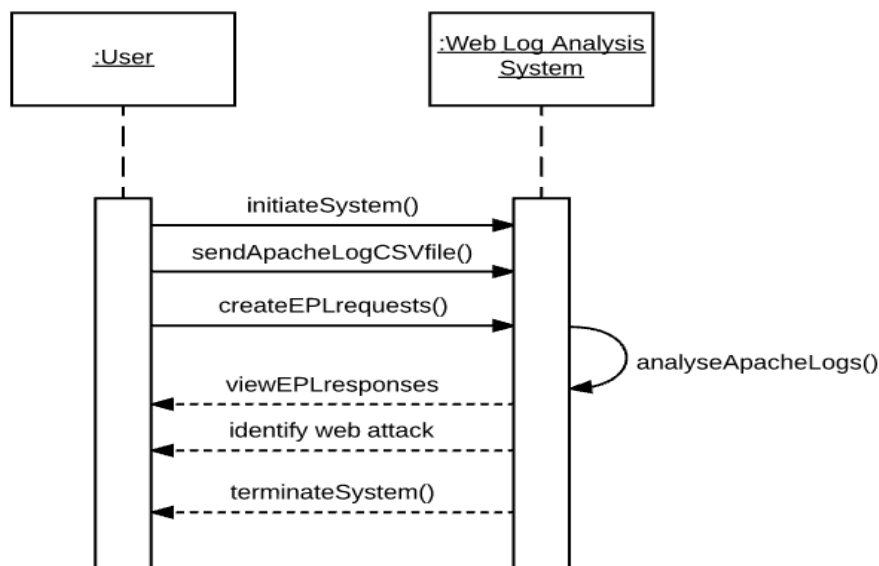 :User
:Web Log Analysis
System
initiateSystem()
sendApacheLogCSVfile()
createEPLrequests()
analyseApacheLogs()
viewEPLresponses
identify web attack
terminateSystem()